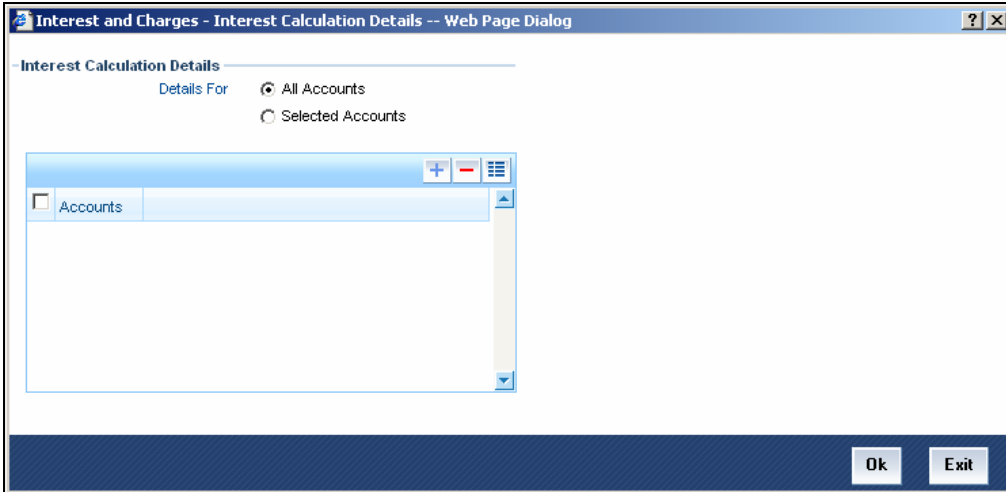 Interest and Charges - Interest Calculation Details -- Web Page Dialog
Interest Calculation Details
Details For All Accounts
Selected Accounts
Accounts
Ok Exit